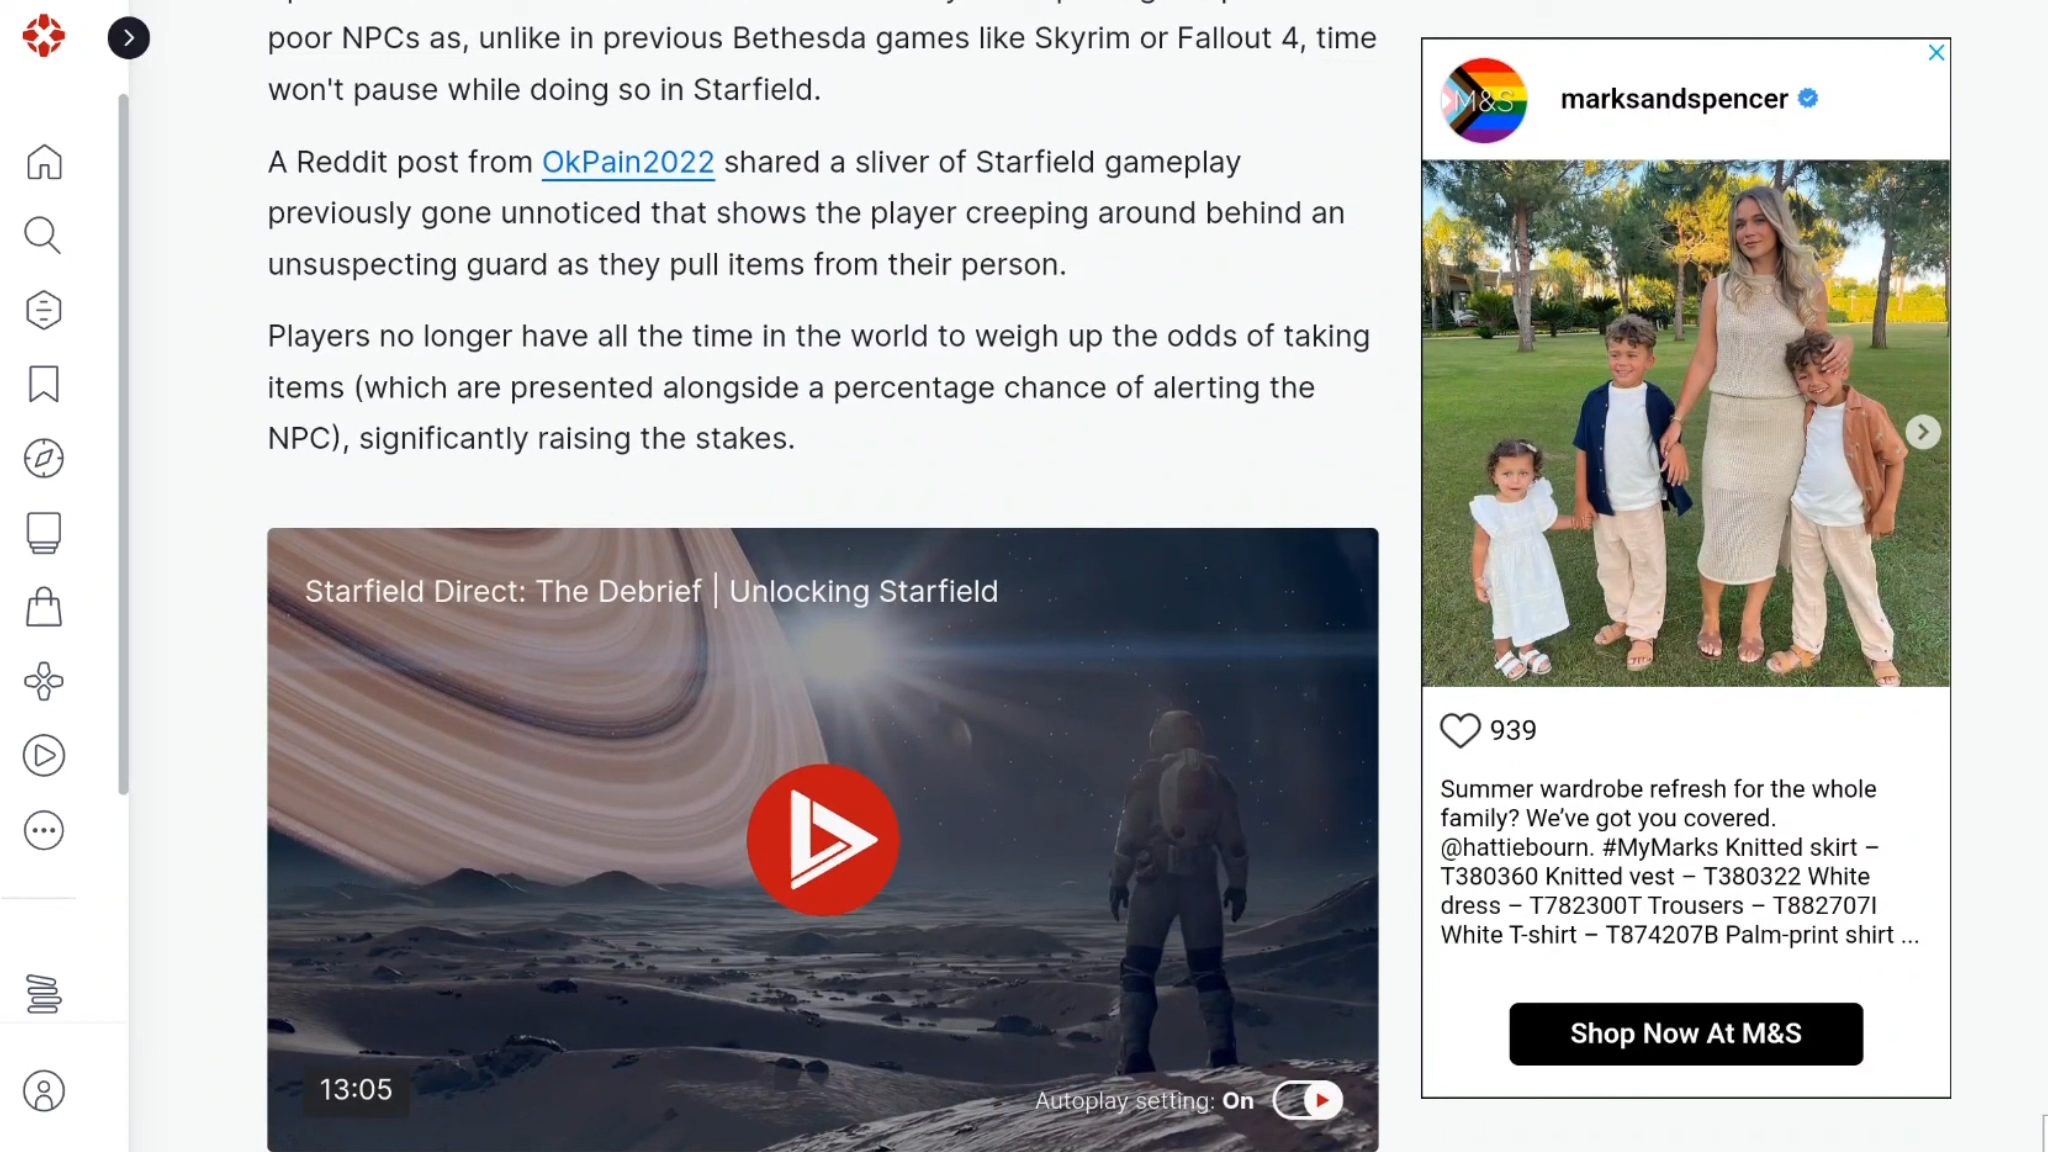 poor NPCs as, unlike in previous Bethesda games like Skyrim or Fallout 4, time
won't pause while doing so in Starfield.
A Reddit post from OkPain2022 shared a sliver of Starfield gameplay
previously gone unnoticed that shows the player creeping around behind an
unsuspecting guard as they pull items from their person.
Players no longer have all the time in the world to weigh up the odds of taking
items (which are presented alongside a percentage chance of alerting the
NPC), significantly raising the stakes.
Starfield Direct: The Debrief | Unlocking Starfield
13:05
Autoplay setting: On
M&S
marksandspencer
939
Summer wardrobe refresh for the whole
family? We’ve got you covered.
@hattiebourn. #MyMarks Knitted skirt –
T380360 Knitted vest – T380322 White
dress – T782300T Trousers – T882707I
White T-shirt – T874207B Palm-print shirt ...
Shop Now At M&S